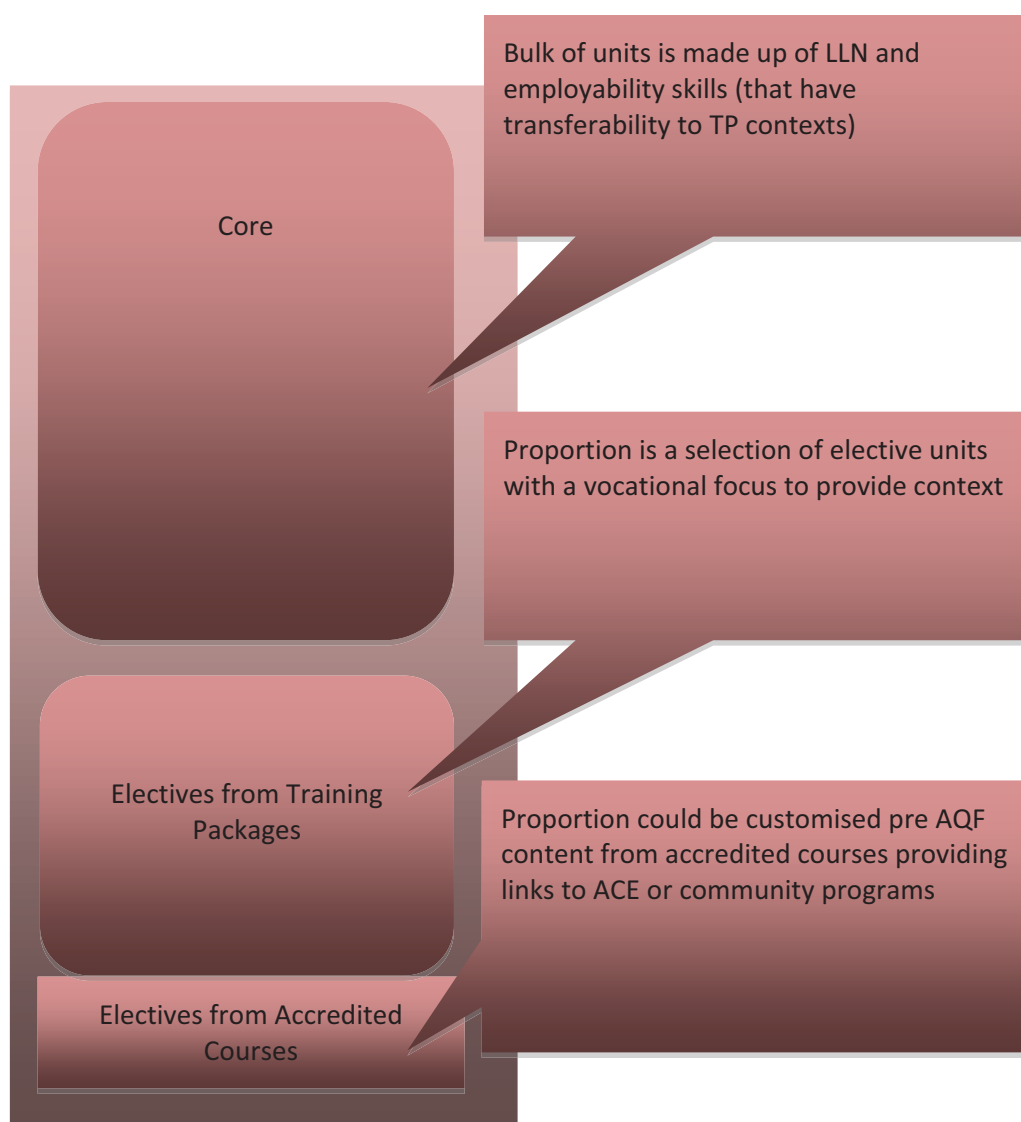 Bulk of units is made up of LLN and
employability skills (that have
transferability to TP contexts)
Core
Proportion is a selection of elective units
with a vocational focus to provide context
Electives from Training
Packages
Proportion could be customised pre AQF
content from accredited courses providing
links to ACE or community programs
Electives from Accredited
Courses